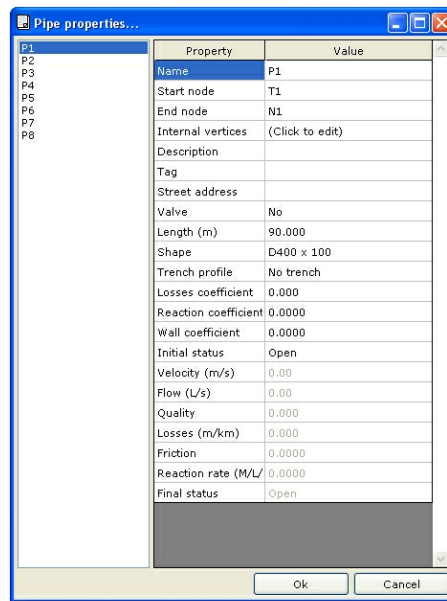 Pipe properties...
P1
P2
P3
P4
P5
P6
P7
P8
Property Value
Name P1
Start node T1
End node N1
Internal vertices (Click to edit)
Description
Tag
Street address
Valve No
Length (m) 90.000
Shape D400 x 100
Trench profile No trench
Losses coefficient 0.000
Reaction coefficient 0.0000
Wall coefficient 0.0000
Initial status Open
Velocity (m/s) 0.00
Flow (L/s) 0.00
Quality 0.000
Losses (m/km) 0.000
Friction 0.0000
Reaction rate (M/L/ 0.0000
Final status Open
Ok Cancel